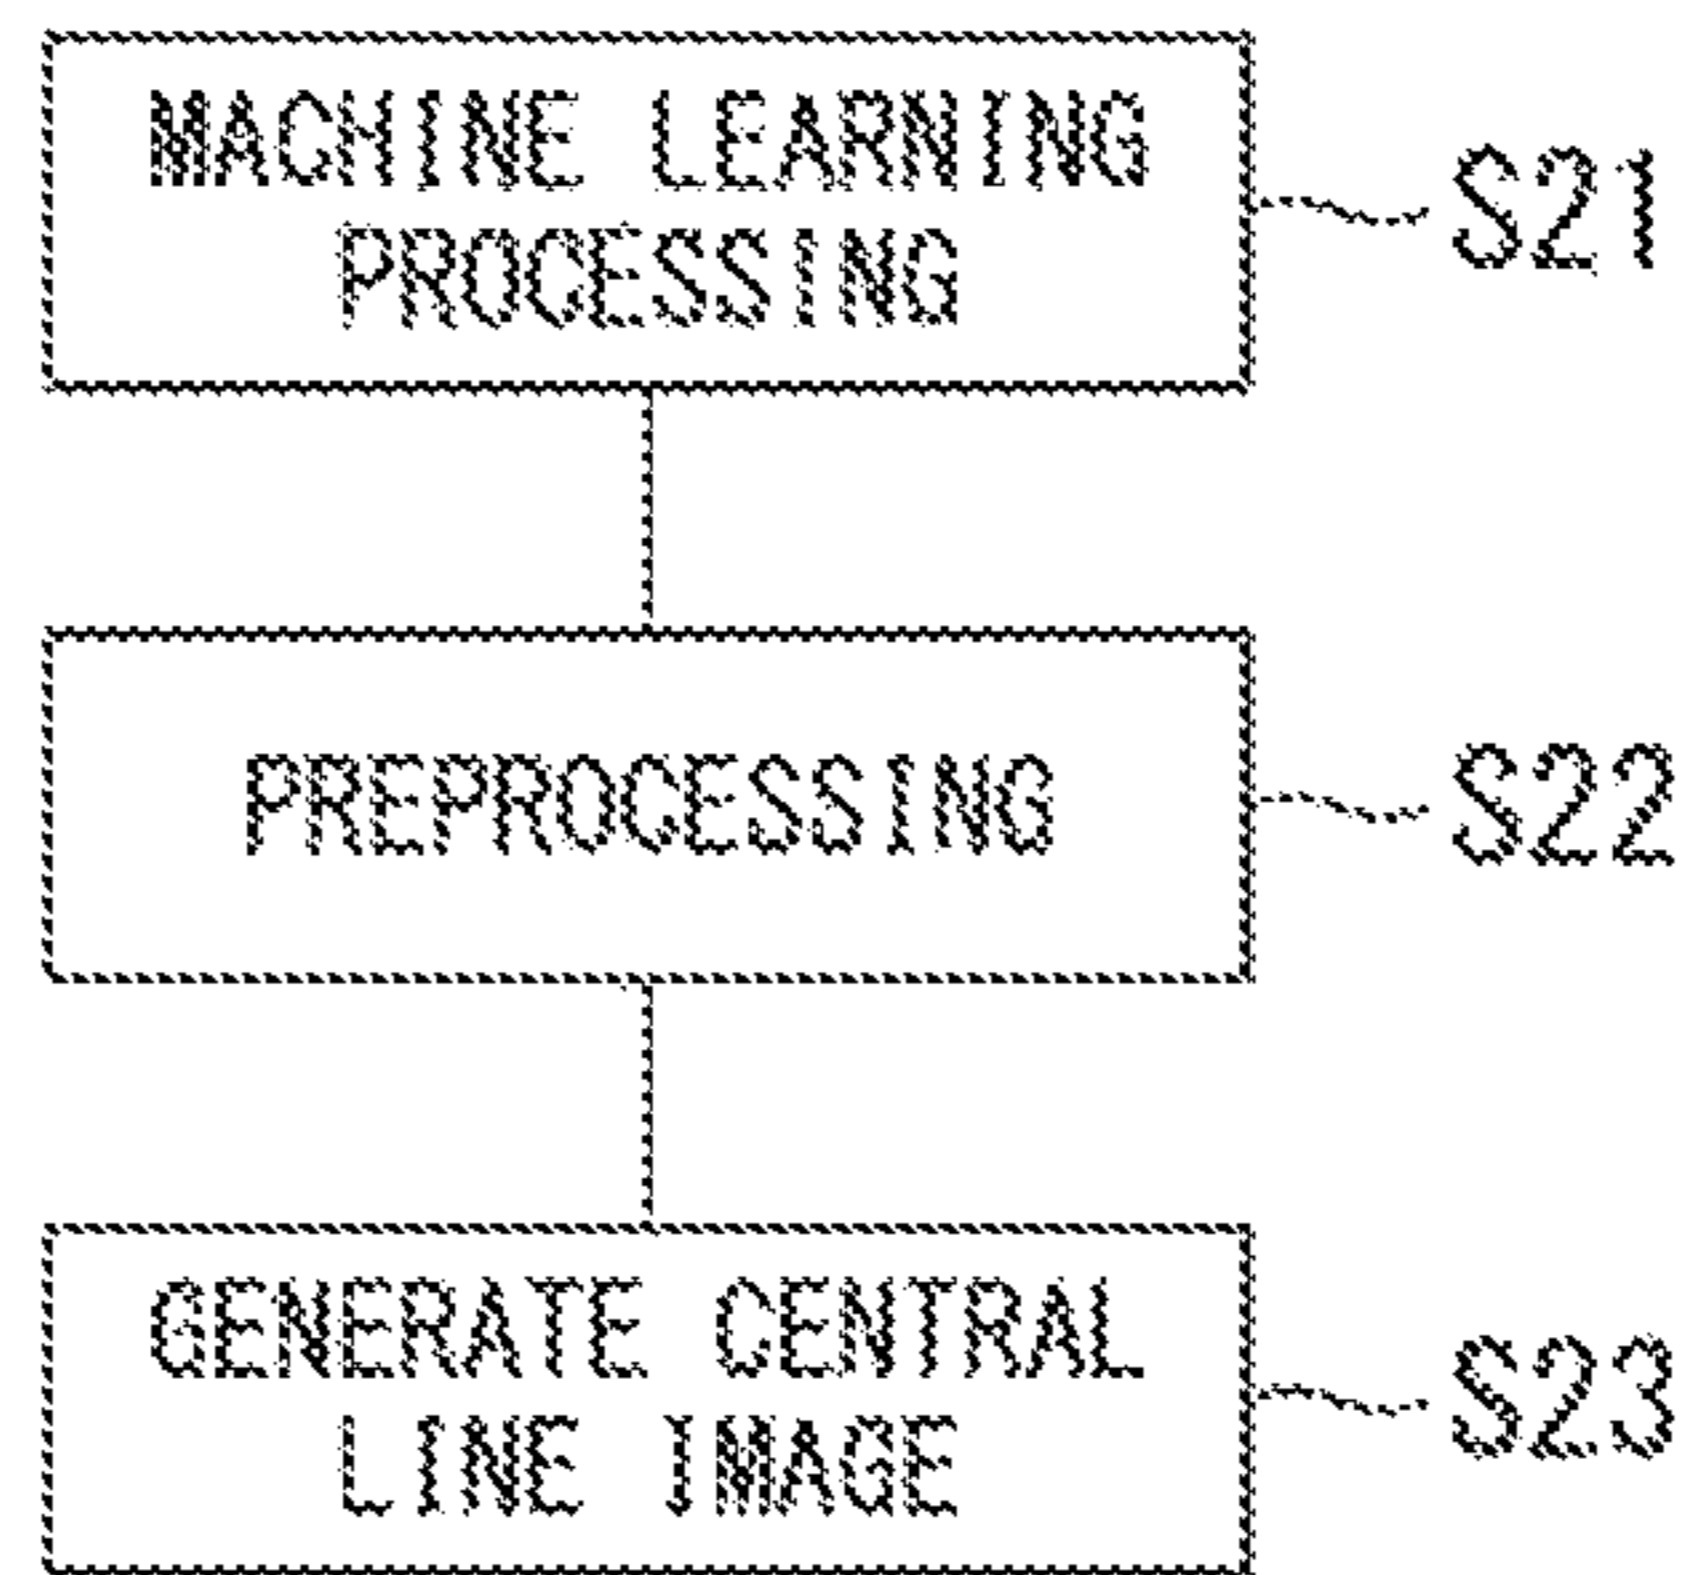 MACHINE LEARNING
PROCESSING
S21
PREPROCESSING
S22
GENERATE CENTRAL
LINE IMAGE
S23